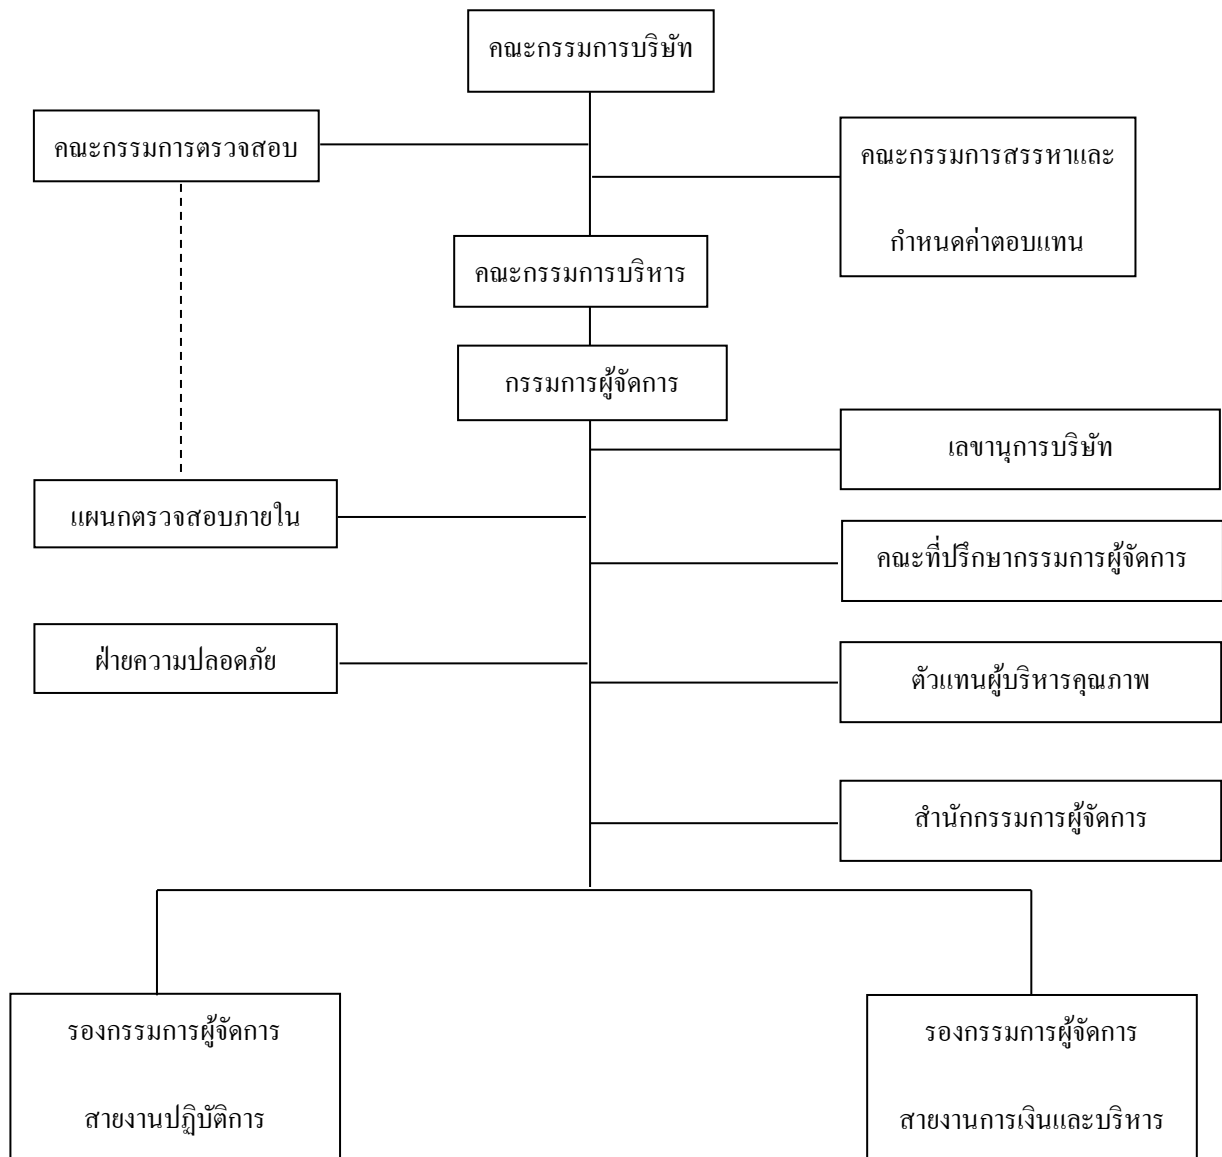 คณะกรรมการบริษัท
คณะกรรมการตรวจสอบ
คณะกรรมการสรรหาและ
กำหนดค่าตอบแทน
คณะกรรมการบริหาร
กรรมการผู้จัดการ
เลขานุการบริษัท
แผนกตรวจสอบภายใน
คณะที่ปรึกษากรรมการผู้จัดการ
ฝ่ายความปลอดภัย
ตัวแทนผู้บริหารคุณภาพ
สำนักกรรมการผู้จัดการ
รองกรรมการผู้จัดการ
สายงานปฏิบัติการ
รองกรรมการผู้จัดการ
สายงานการเงินและบริหาร